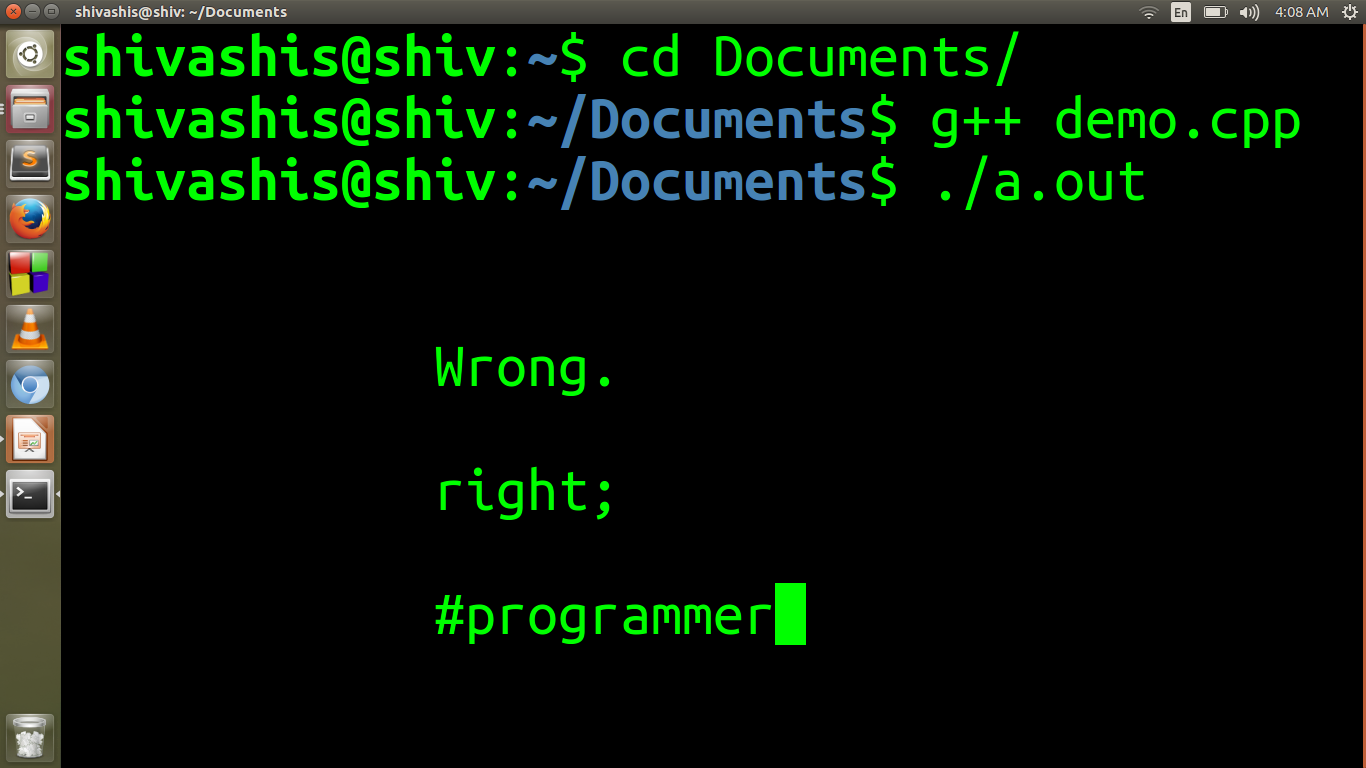 shivashis@shiv: ~/Documents
En
4:08 AM
shivashis@shiv:~$ cd Documents/
shivashis@shiv:~/Documents$ g++ demo.cpp
shivashis@shiv:~/Documents$ ./a.out
Wrong.
right;
#programmer